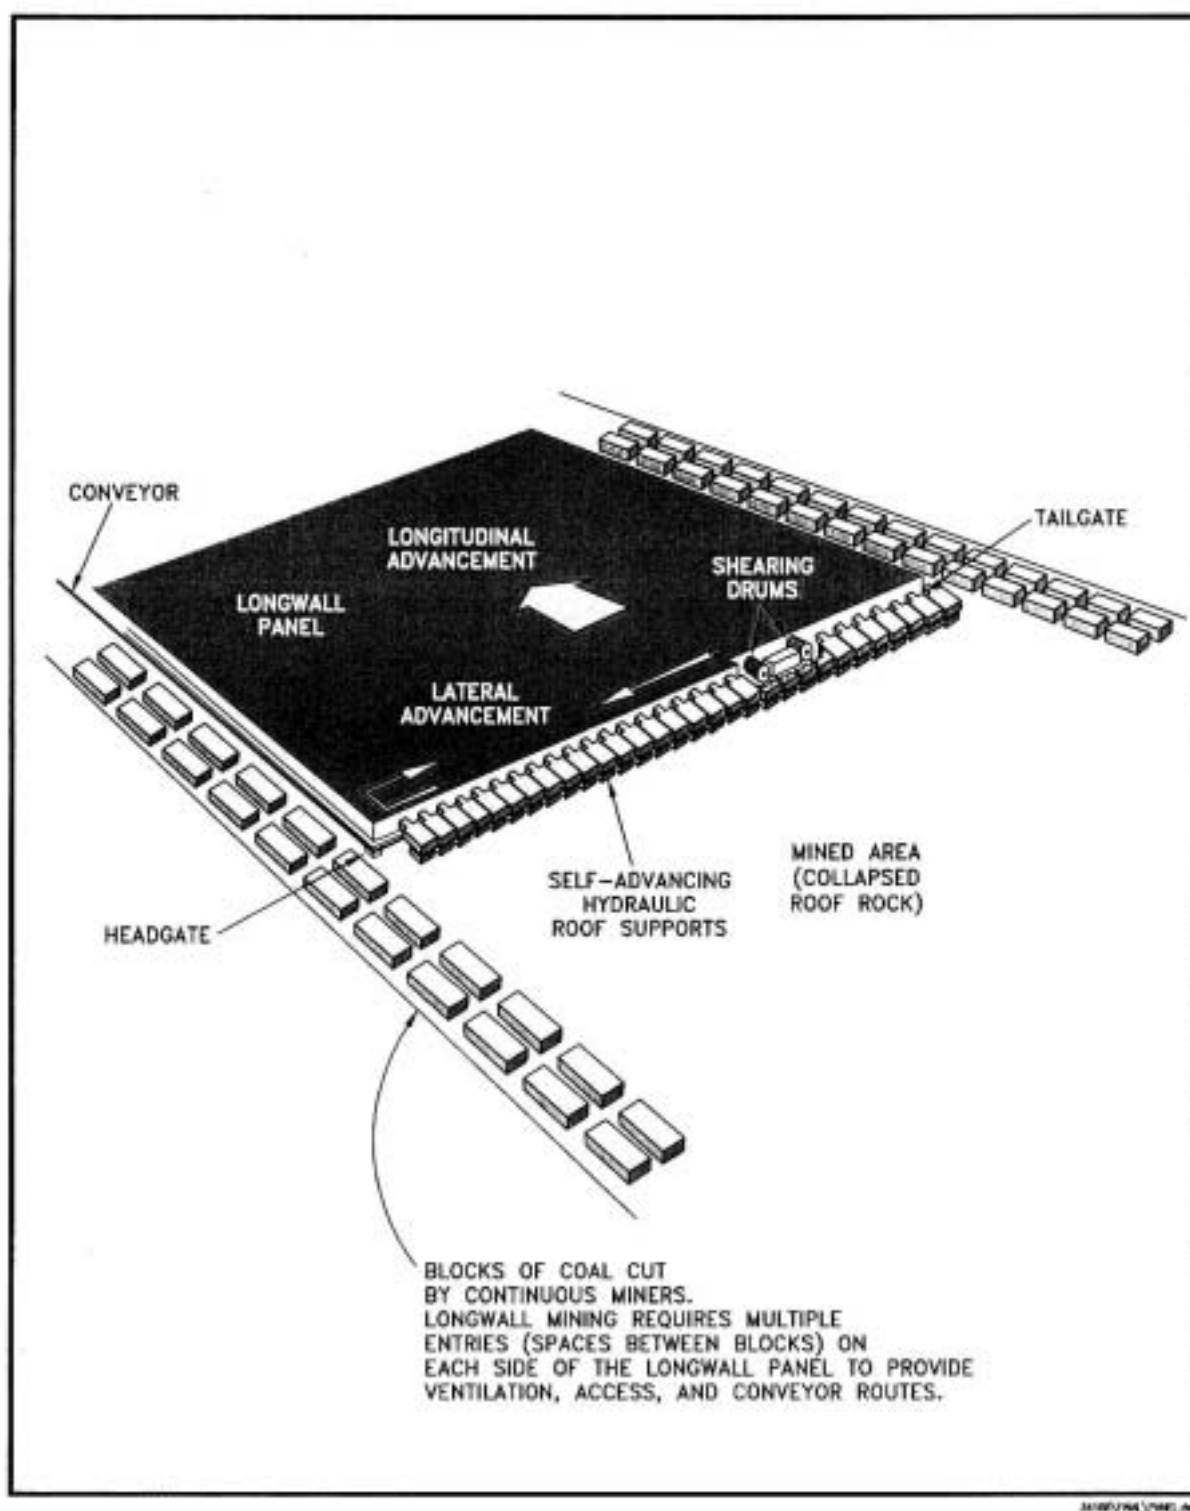 CONVEYOR
LONGITUDINAL
ADVANCEMENT
TAILGATE
SHEARING
DRUMS
LONGWALL
PANEL
LATERAL
ADVANCEMENT
MINED AREA
(COLLAPSED
ROOF ROCK)
SELF-ADVANCING
HYDRAULIC
ROOF SUPPORTS
HEADGATE
BLOCKS OF COAL CUT
BY CONTINUOUS MINERS.
LONGWALL MINING REQUIRES MULTIPLE
ENTRIES (SPACES BETWEEN BLOCKS) ON
EACH SIDE OF THE LONGWALL PANEL TO PROVIDE
VENTILATION, ACCESS, AND CONVEYOR ROUTES.